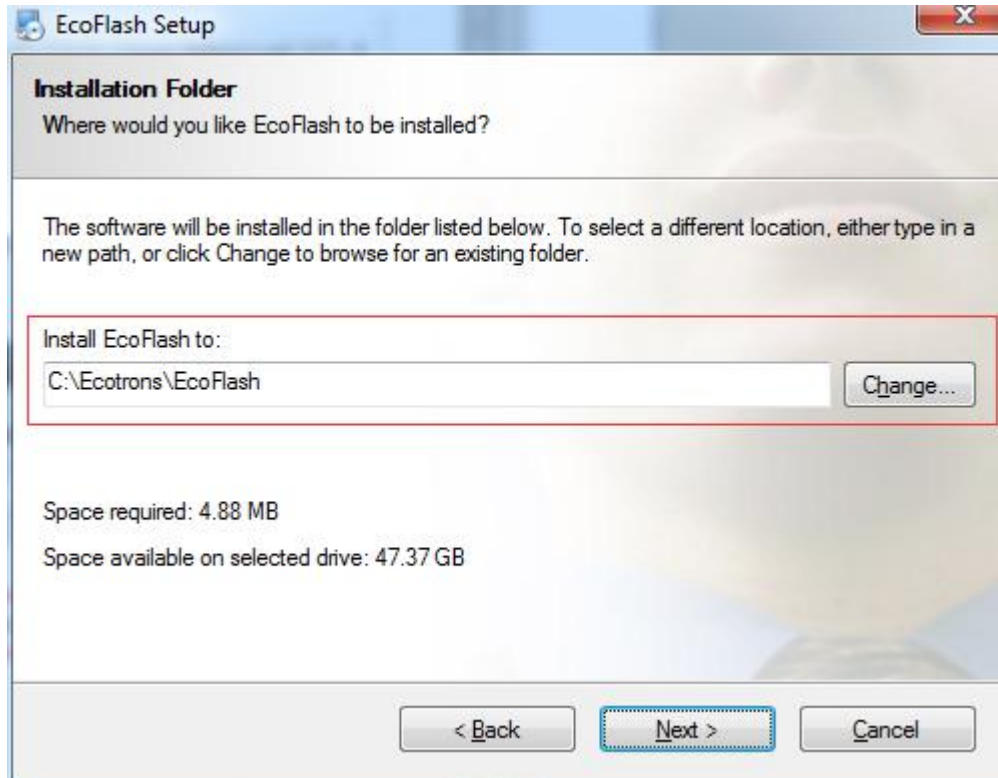 EcoFlash Setup
Installation Folder
Where would you like EcoFlash to be installed?
The software will be installed in the folder listed below. To select a different location, either type in a
new path, or click Change to browse for an existing folder.
Install EcoFlash to:
C:\Ecotrons\EcoFlash
Change...
Space required: 4.88 MB
Space available on selected drive: 47.37 GB
< Back
Next >
Cancel